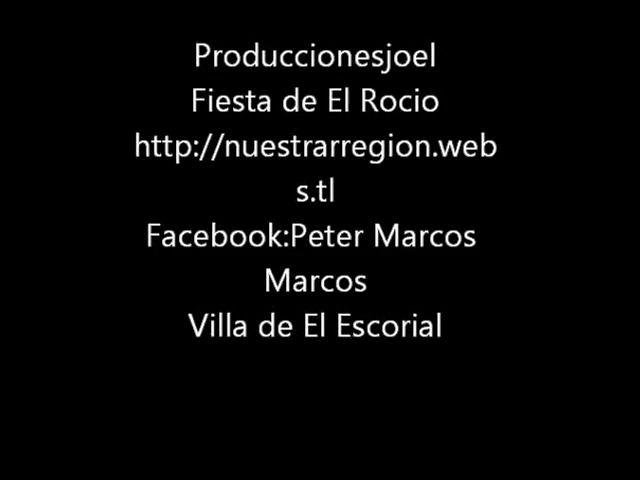 Produccionesjoel
Fiesta de El Rocio
http://nuestrarregion.web
s.tl
Facebook:Peter Marcos
Marcos
Villa de El Escorial